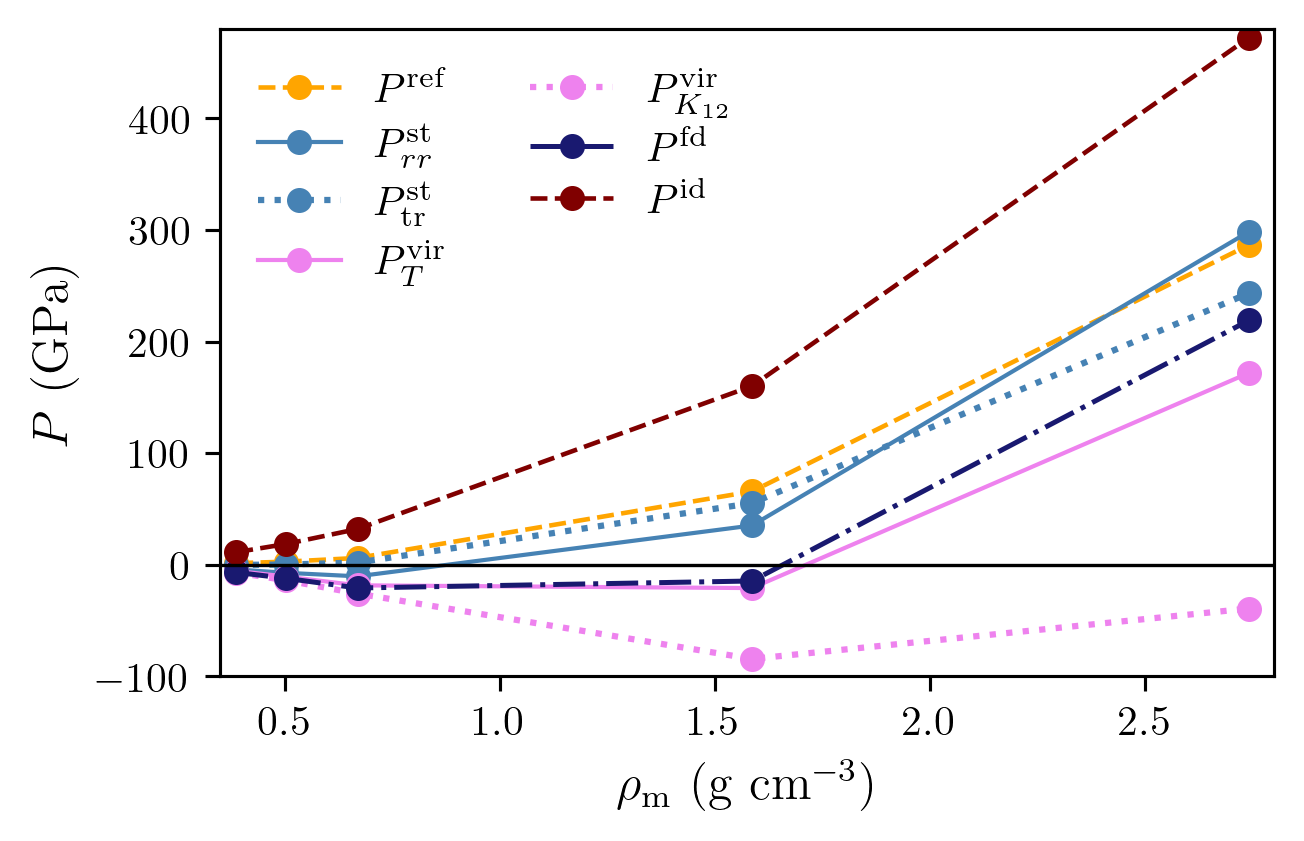 P^ref
P^st_rr
P^st_tr
P^vir_T
P^vir_K₁₂
P^fd
P^id
P (GPa)
400
300
200
100
0
−100
0.5 1.0 1.5 2.0 2.5
ρ_m (g cm⁻³)